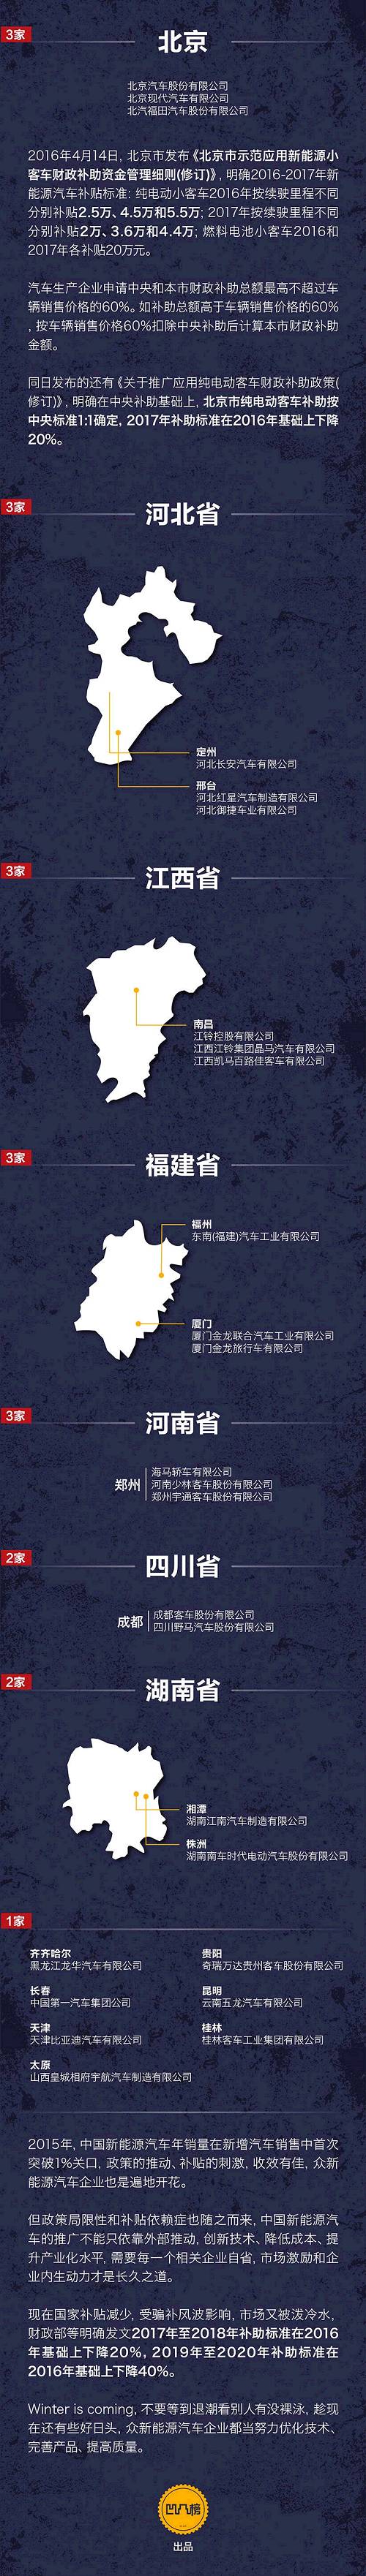 3家
北京
北京汽车股份有限公司
北京现代汽车有限公司
北汽福田汽车股份有限公司
2016年4月14日, 北京市发布《北京市示范应用新能源小
客车财政补助资金管理细则(修订)》, 明确2016-2017年新
能源汽车补贴标准: 纯电动小客车2016年按续驶里程不同
分别补贴2.5万、4.5万和5.5万; 2017年按续驶里程不同
分别补贴2万、3.6万和4.4万; 燃料电池小客车2016和
2017年各补贴20万元。
汽车生产企业申请中央和本市财政补助总额最高不超过车
辆销售价格的60%。如补助总额高于车辆销售价格的60%
, 按车辆销售价格60%扣除中央补助后计算本市财政补助
金额。
同日发布的还有《关于推广应用纯电动客车财政补助政策(
修订)》, 明确在中央补助基础上, 北京市纯电动客车补助按
中央标准1:1确定, 2017年补助标准在2016年基础上下降
20%。
3家
河北省
定州
河北长安汽车有限公司
邢台
河北红星汽车制造有限公司
河北御捷车业有限公司
3家
江西省
南昌
江铃控股有限公司
江西江铃集团晶马汽车有限公司
江西凯马百路佳客车有限公司
3家
福建省
福州
东南(福建)汽车工业有限公司
厦门
厦门金龙联合汽车工业有限公司
厦门金龙旅行车有限公司
3家
河南省
郑州
海马轿车有限公司
河南少林客车股份有限公司
郑州宇通客车股份有限公司
2家
四川省
成都
成都客车股份有限公司
四川野马汽车股份有限公司
2家
湖南省
湘潭
湖南江南汽车制造有限公司
株洲
湖南南车时代电动汽车股份有限公司
1家
齐齐哈尔
黑龙江龙华汽车有限公司
贵阳
奇瑞万达贵州客车股份有限公司
长春
中国第一汽车集团公司
昆明
云南五龙汽车有限公司
天津
天津比亚迪汽车有限公司
桂林
桂林客车工业集团有限公司
太原
山西皇城相府宇航汽车制造有限公司
2015年, 中国新能源汽车年销量在新增汽车销售中首次
突破1%关口, 政策的推动、补贴的刺激, 收效有佳, 众新
能源汽车企业也是遍地开花。
但政策局限性和补贴依赖症也随之而来, 中国新能源汽
车的推广不能只依靠外部推动, 创新技术、降低成本、提
升产业化水平, 需要每一个相关企业自省, 市场激励和企
业内生动力才是长久之道。
现在国家补贴减少, 受骗补风波影响, 市场又被泼冷水,
财政部等明确发文2017年至2018年补助标准在2016
年基础上下降20%, 2019年至2020年补助标准在
2016年基础上下降40%。
Winter is coming, 不要等到退潮看别人有没裸泳, 趁现
在还有些好日头, 众新能源汽车企业都当努力优化技术、
完善产品、提高质量。
凹凸榜
出品